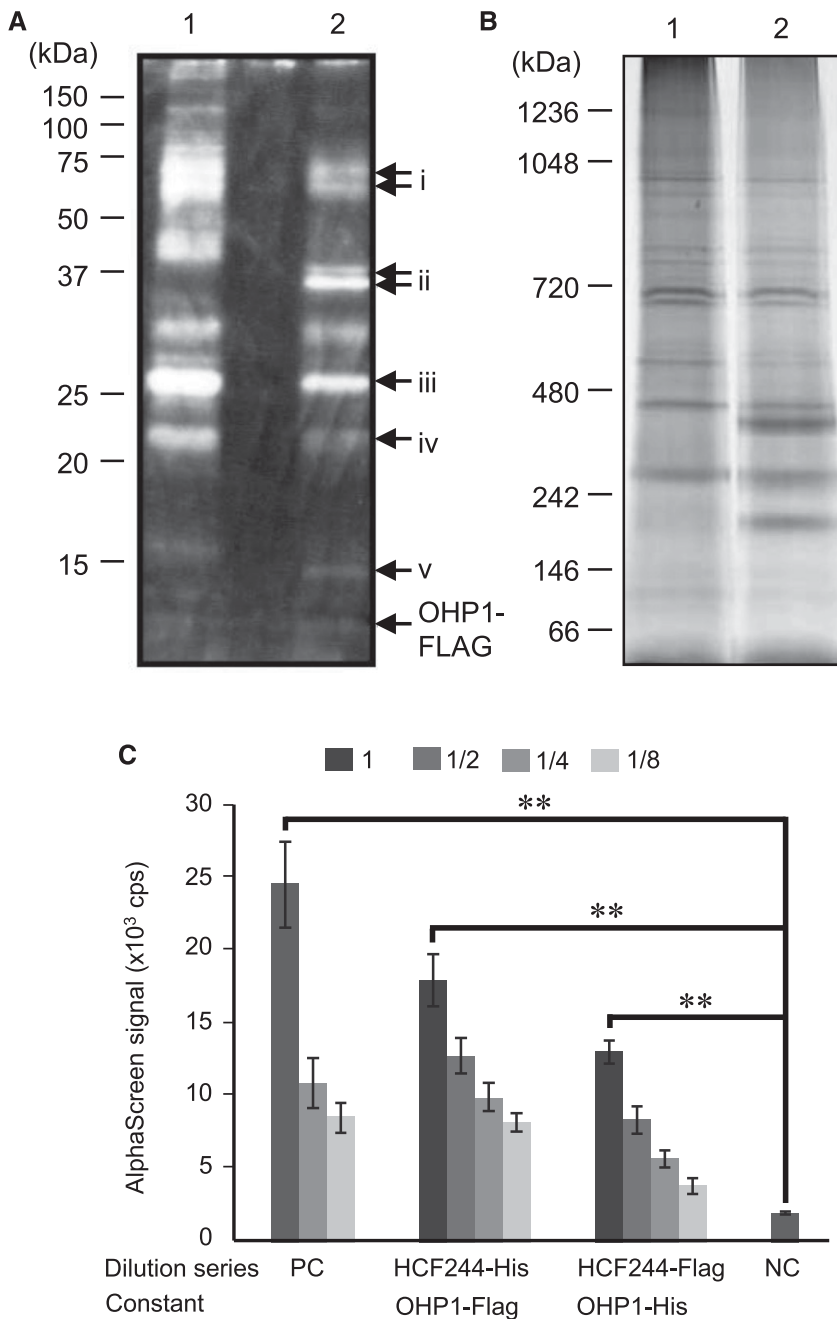 A
1 2
(kDa)
150
100
75
50
37
25
20
15
i
ii
iii
iv
v
OHP1-
FLAG
B
1 2
(kDa)
1236
1048
720
480
242
146
66
C
1 1/2 1/4 1/8
AlphaScreen signal (x10³ cps)
30
25
20
15
10
5
0
**
**
**
Dilution series PC HCF244-His HCF244-Flag NC
Constant OHP1-Flag OHP1-His